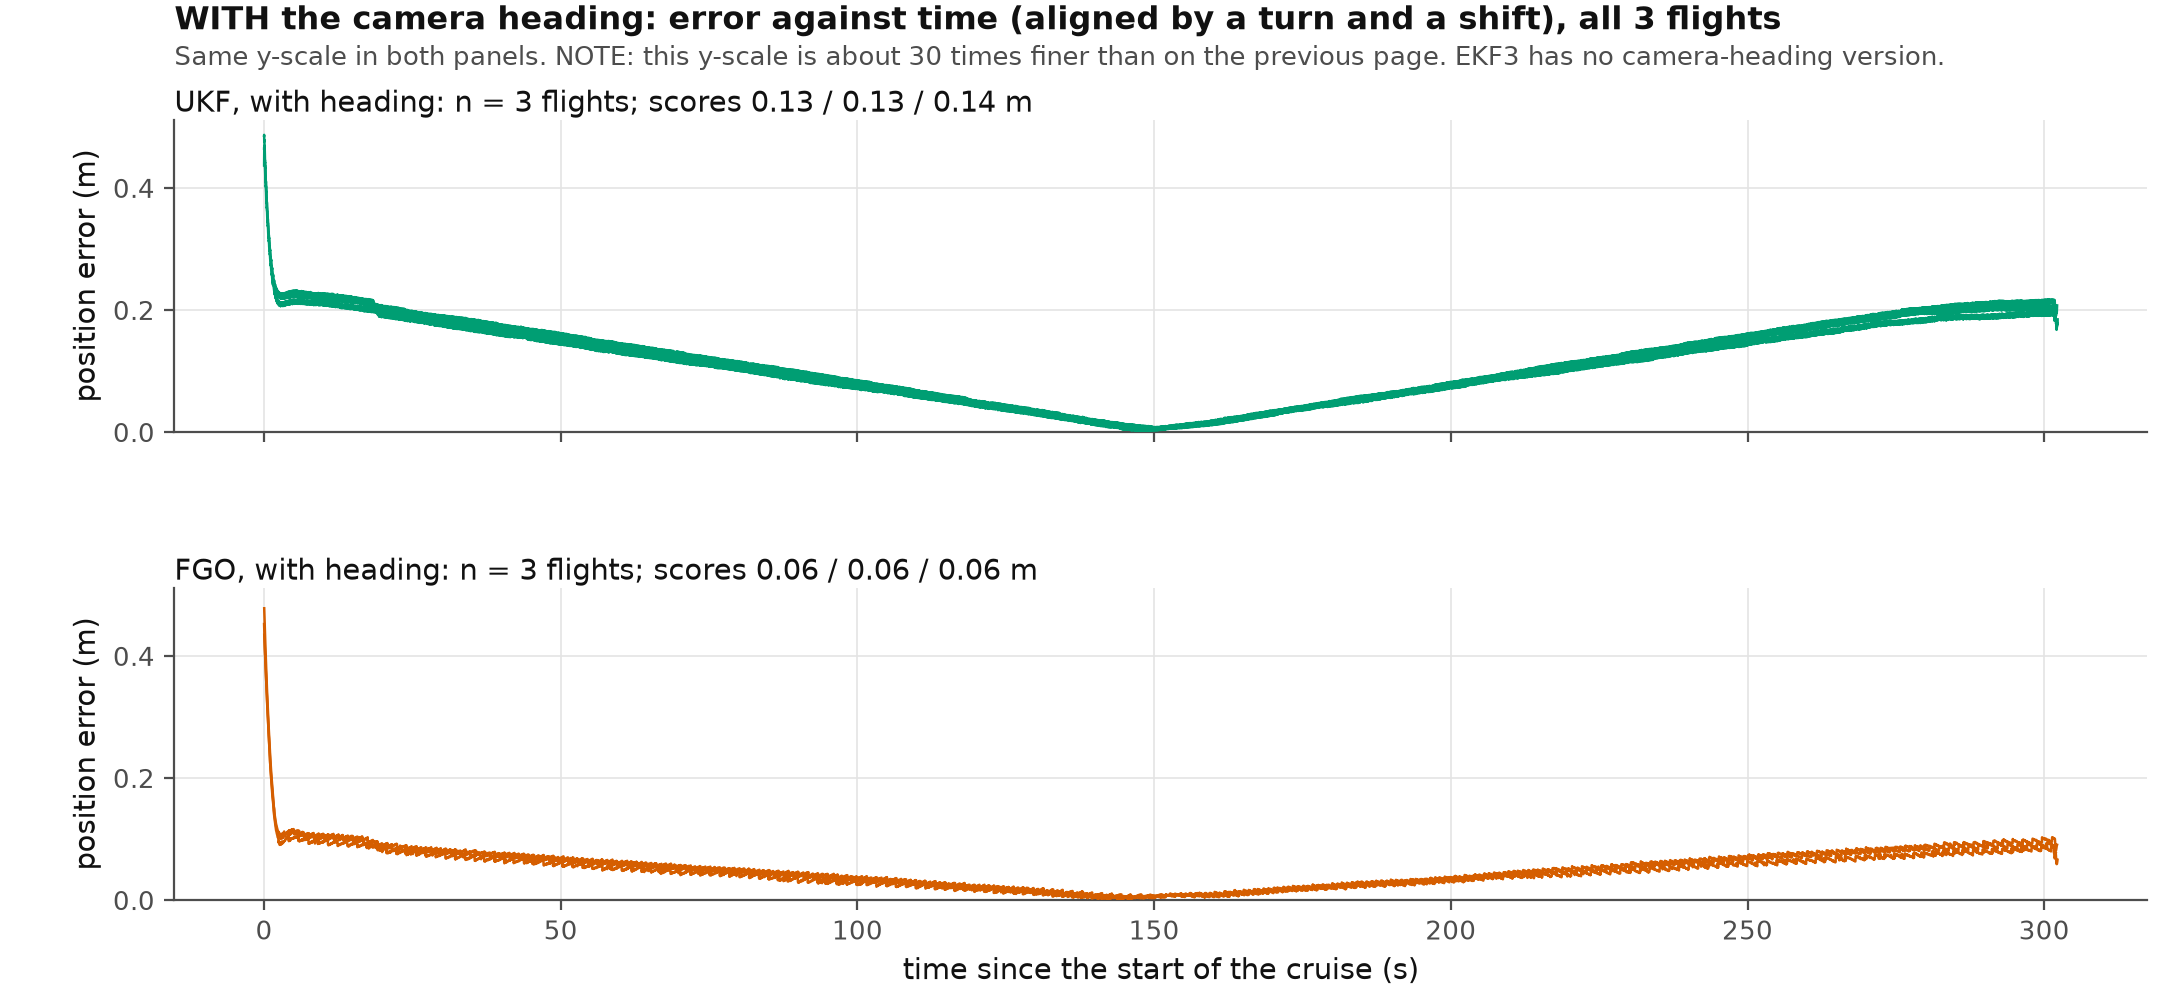 WITH the camera heading: error against time (aligned by a turn and a shift), all 3 flights
Same y-scale in both panels. NOTE: this y-scale is about 30 times finer than on the previous page. EKF3 has no camera-heading version.
UKF, with heading: n = 3 flights; scores 0.13 / 0.13 / 0.14 m
position error (m)
0.4
0.2
0.0
FGO, with heading: n = 3 flights; scores 0.06 / 0.06 / 0.06 m
position error (m)
0.4
0.2
0.0
0 50 100 150 200 250 300
time since the start of the cruise (s)